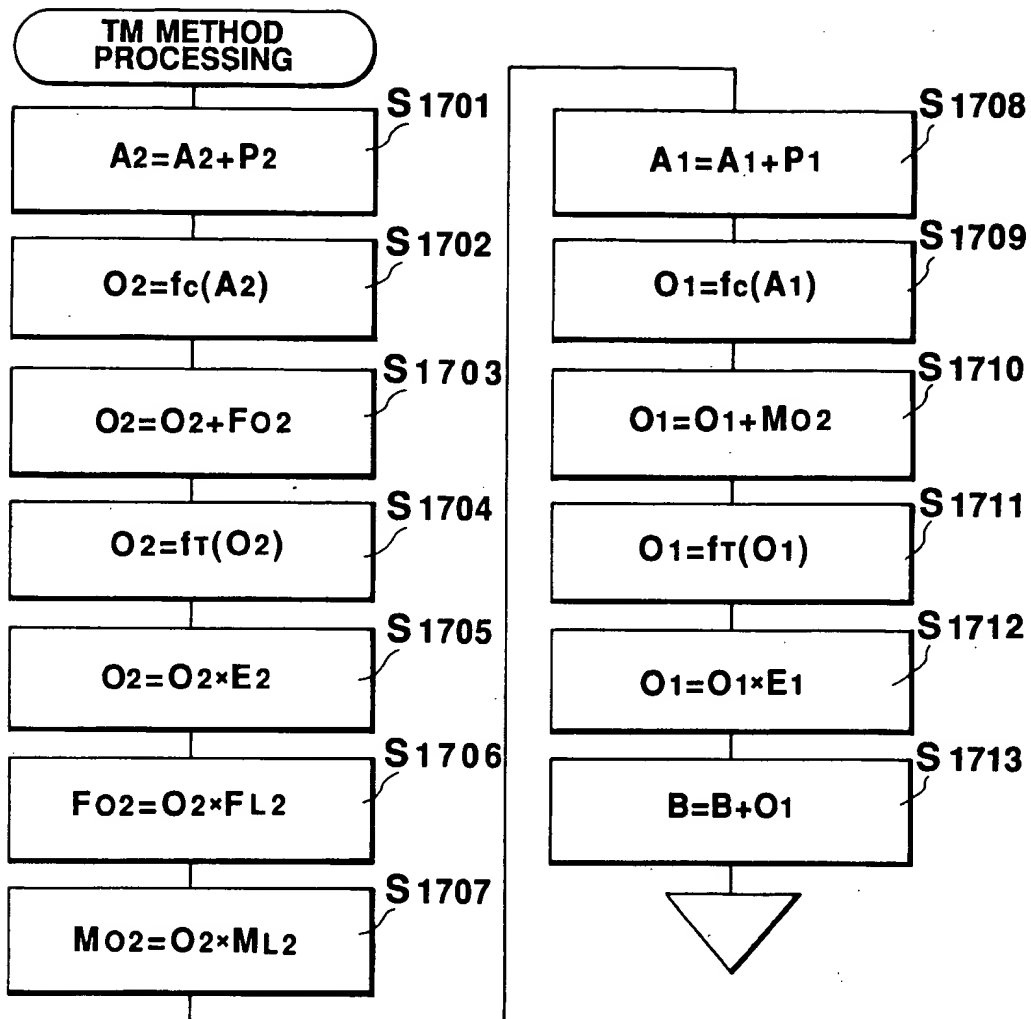 TM METHOD
PROCESSING
S1701
A2=A2+P2
S1702
O2=fc(A2)
S1703
O2=O2+FO2
S1704
O2=fT(O2)
S1705
O2=O2×E2
S1706
FO2=O2×FL2
S1707
MO2=O2×ML2
S1708
A1=A1+P1
S1709
O1=fc(A1)
S1710
O1=O1+MO2
S1711
O1=fT(O1)
S1712
O1=O1×E1
S1713
B=B+O1